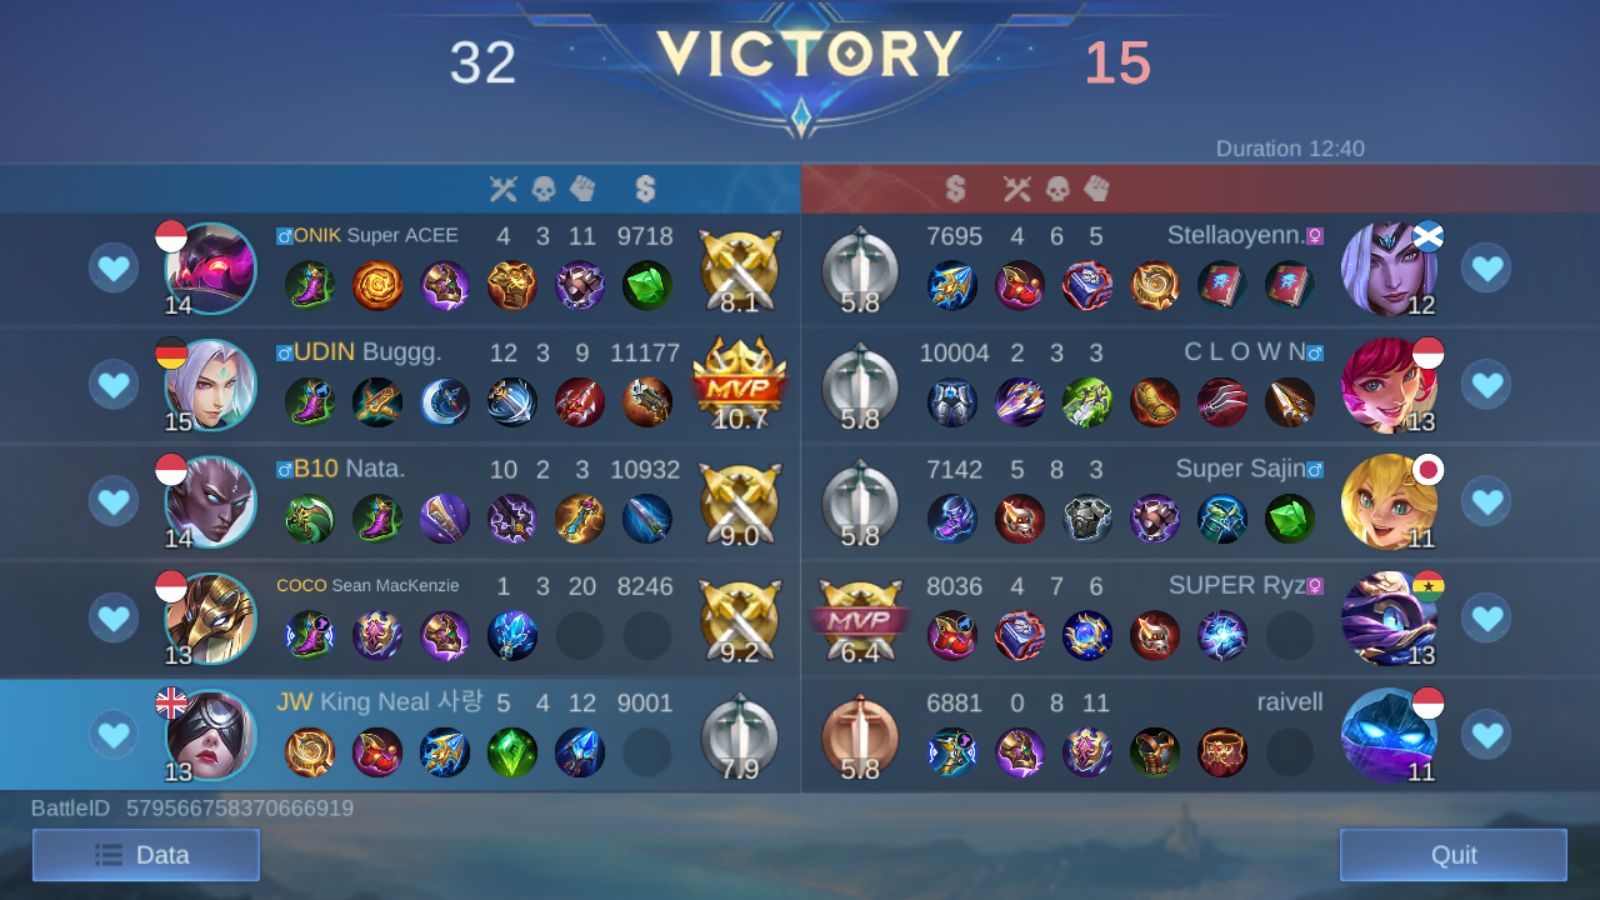 32 VICTORY 15
Duration 12:40
ONIK Super ACEE 4 3 11 9718
14 8.1
5.8 7695 4 6 5 Stellaoyenn.
12
UDIN Buggg. 12 3 9 11177
15 MVP 10.7
5.8 10004 2 3 3 C L O W N
13
B10 Nata. 10 2 3 10932
14 9.0
5.8 7142 5 8 3 Super Sajin
11
COCO Sean MacKenzie 1 3 20 8246
13 9.2
MVP 6.4 8036 4 7 6 SUPER Ryz
13
JW King Neal 사랑 5 4 12 9001
13 7.9
5.8 6881 0 8 11 raivell
11
BattleID 579566758370666919
Data Quit